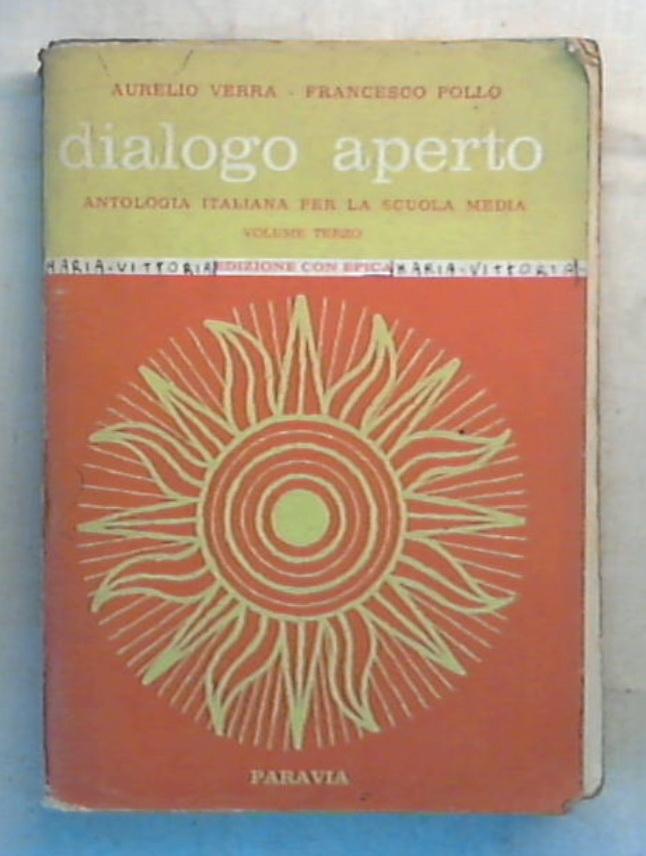 AURELIO VERRA - FRANCESCO POLLO
dialogo aperto
ANTOLOGIA ITALIANA PER LA SCUOLA MEDIA
VOLUME TERZO
MARIA-VITTORIA EDIZIONE CON EPICA MARIA-VITTORIA
PARAVIA